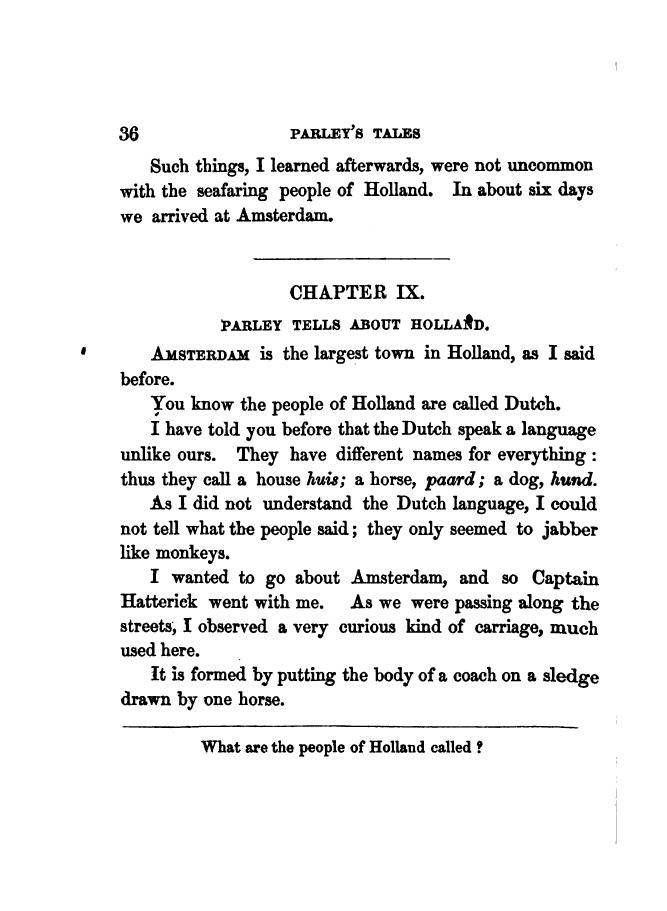 36 PARLEY'S TALES
Such things, I learned afterwards, were not uncommon
with the seafaring people of Holland. In about six days
we arrived at Amsterdam.
CHAPTER IX.
PARLEY TELLS ABOUT HOLLAND.
AMSTERDAM is the largest town in Holland, as I said
before.
You know the people of Holland are called Dutch.
I have told you before that the Dutch speak a language
unlike ours. They have different names for everything:
thus they call a house huis; a horse, paard; a dog, hund.
As I did not understand the Dutch language, I could
not tell what the people said; they only seemed to jabber
like monkeys.
I wanted to go about Amsterdam, and so Captain
Hatterick went with me. As we were passing along the
streets, I observed a very curious kind of carriage, much
used here.
It is formed by putting the body of a coach on a sledge
drawn by one horse.
What are the people of Holland called?